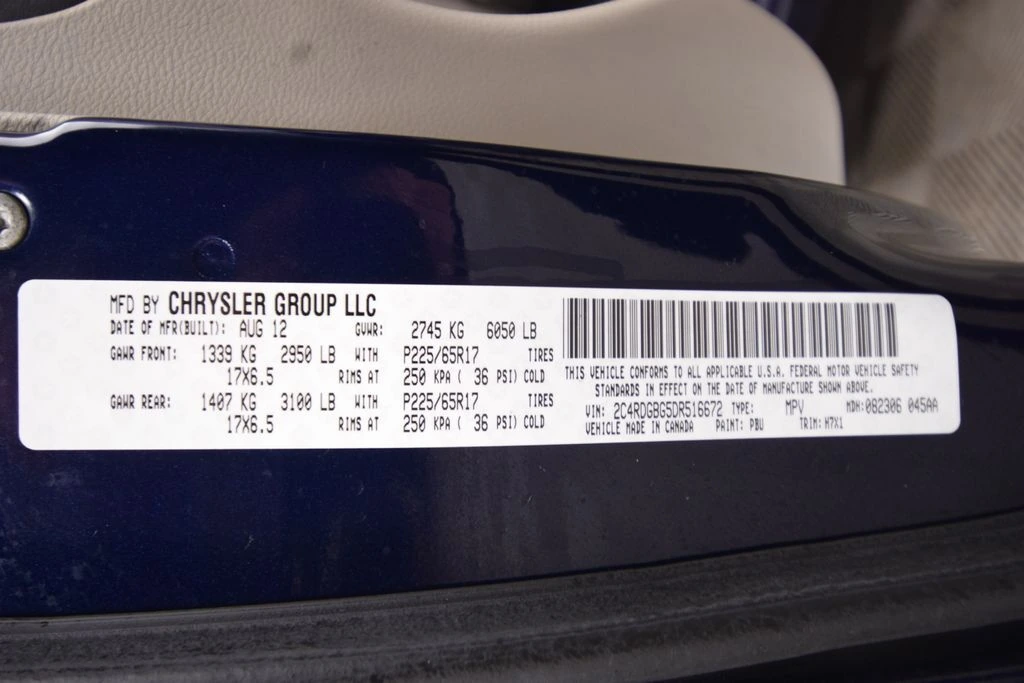 MFD BY CHRYSLER GROUP LLC
DATE OF MFR(BUILT): AUG 12 GVWR: 2745 KG 6050 LB
GAWR FRONT: 1339 KG 2950 LB WITH P225/65R17 TIRES
17X6.5 RIMS AT 250 KPA ( 36 PSI) COLD
GAWR REAR: 1407 KG 3100 LB WITH P225/65R17 TIRES
17X6.5 RIMS AT 250 KPA ( 36 PSI) COLD
THIS VEHICLE CONFORMS TO ALL APPLICABLE U.S.A. FEDERAL MOTOR VEHICLE SAFETY
STANDARDS IN EFFECT ON THE DATE OF MANUFACTURE SHOWN ABOVE.
VIN: 2C4RDGBG5DR516672 TYPE: MPV MDH: 082306 045AA
VEHICLE MADE IN CANADA PAINT: PBU TRIM: H7X1